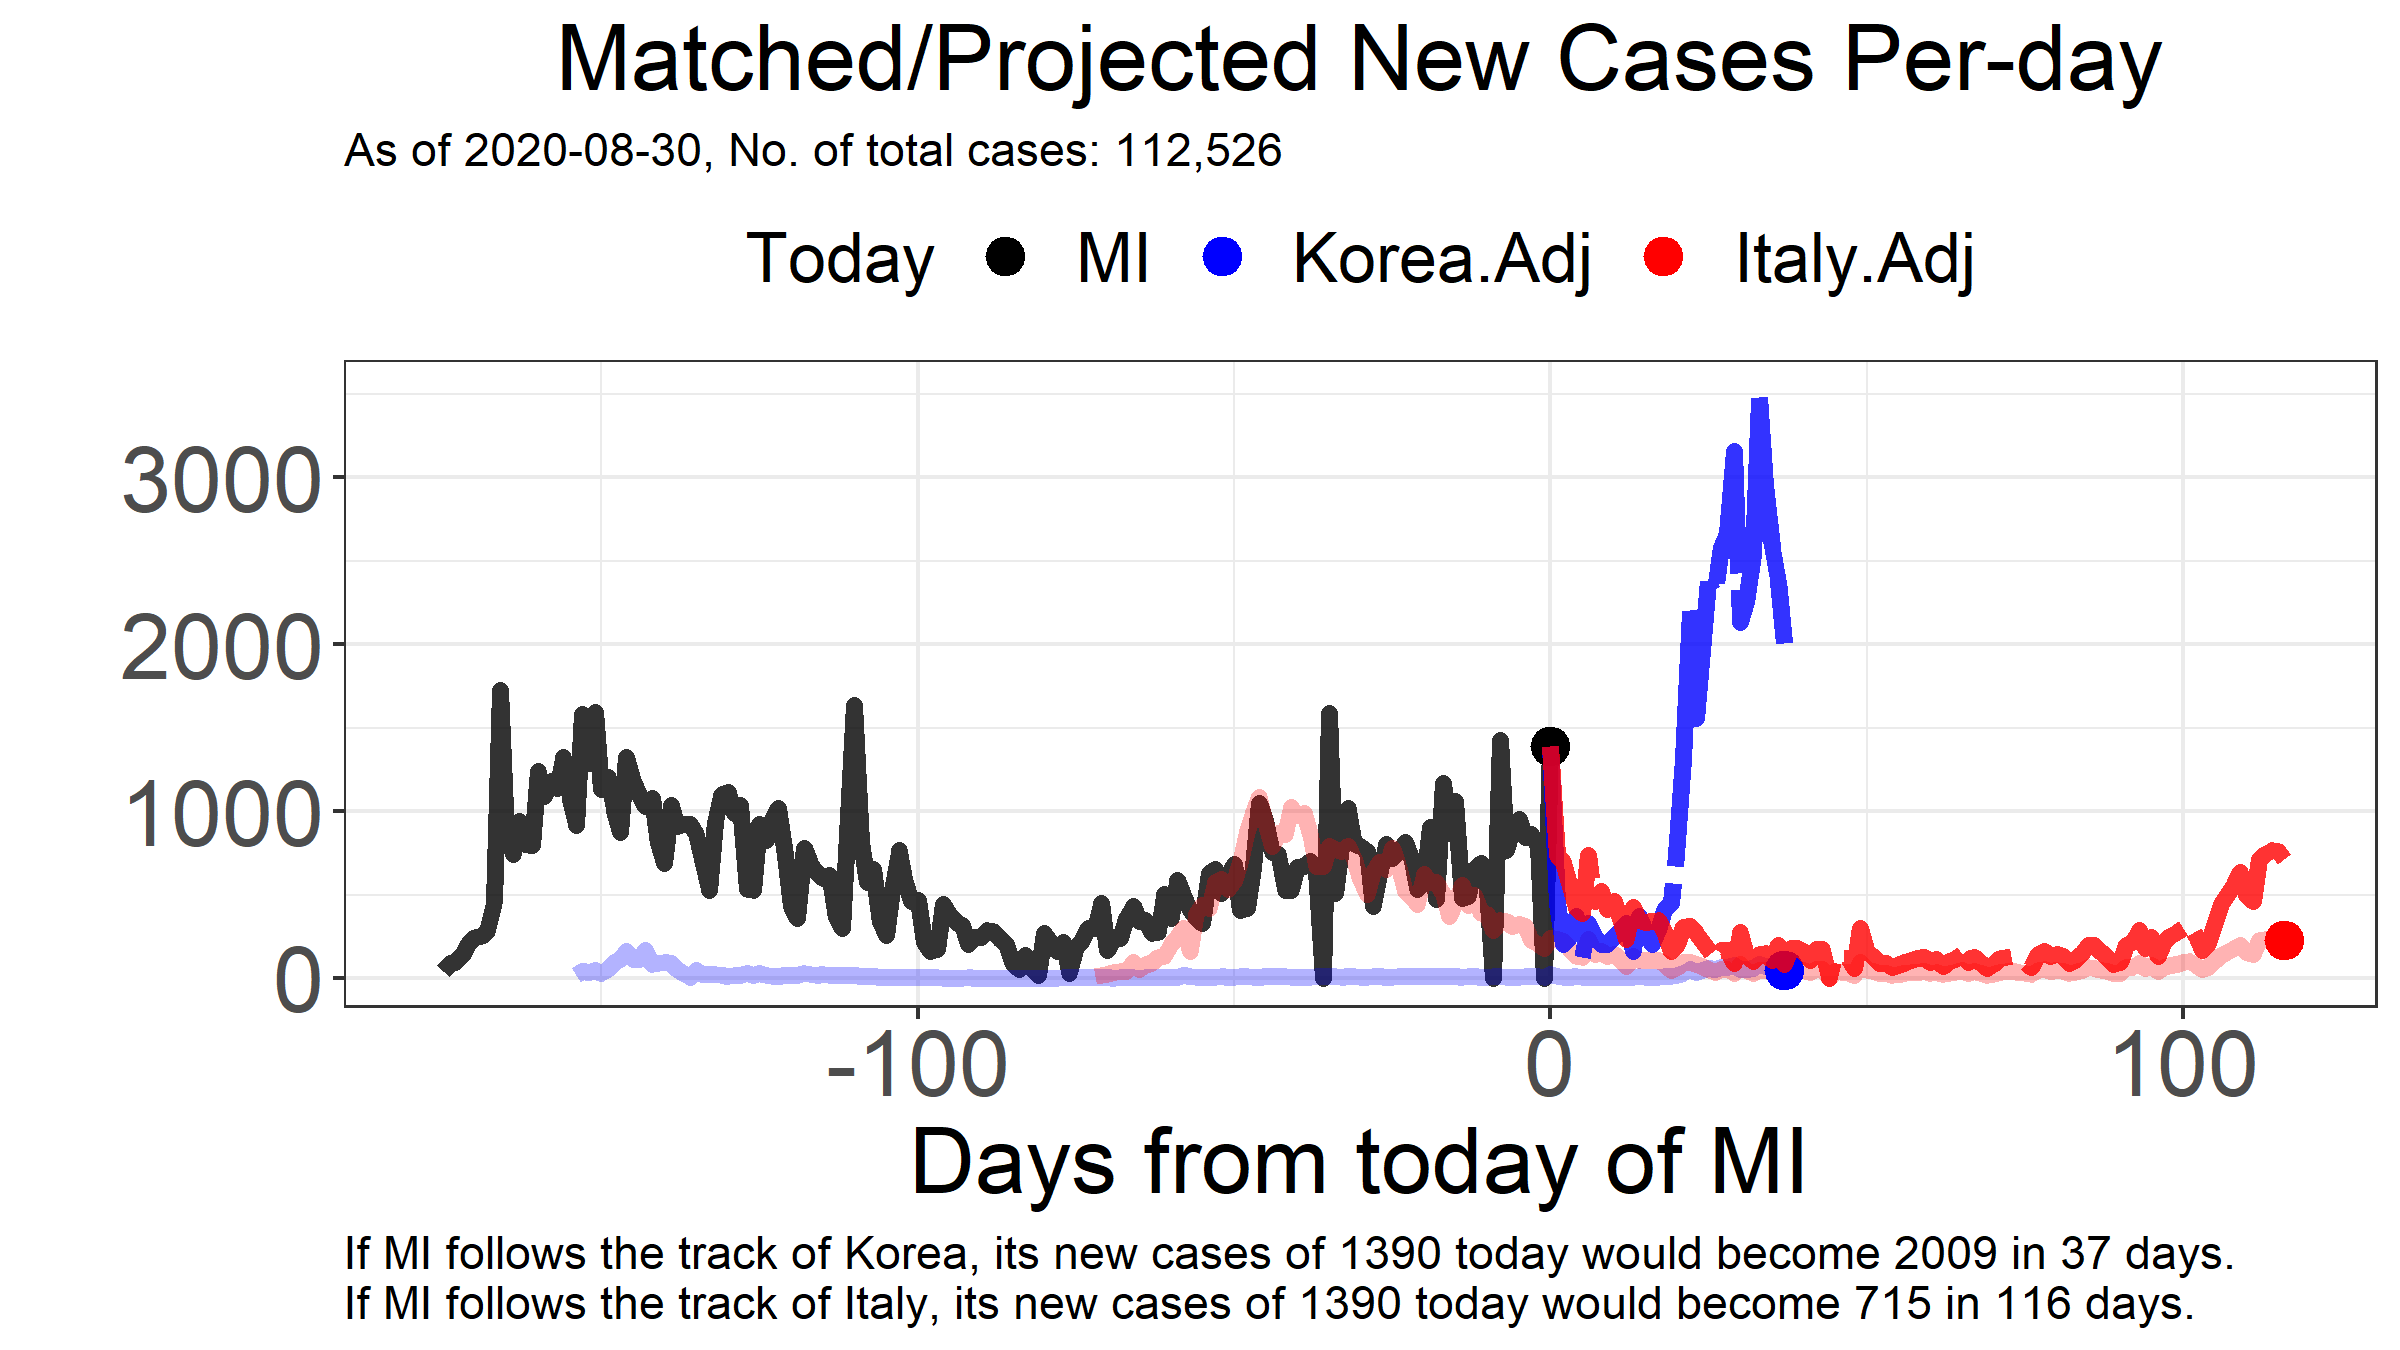 Matched/Projected New Cases Per-day
As of 2020-08-30, No. of total cases: 112,526
Today MI Korea.Adj Italy.Adj
3000
2000
1000
0
-100 0 100
Days from today of MI
If MI follows the track of Korea, its new cases of 1390 today would become 2009 in 37 days.
If MI follows the track of Italy, its new cases of 1390 today would become 715 in 116 days.